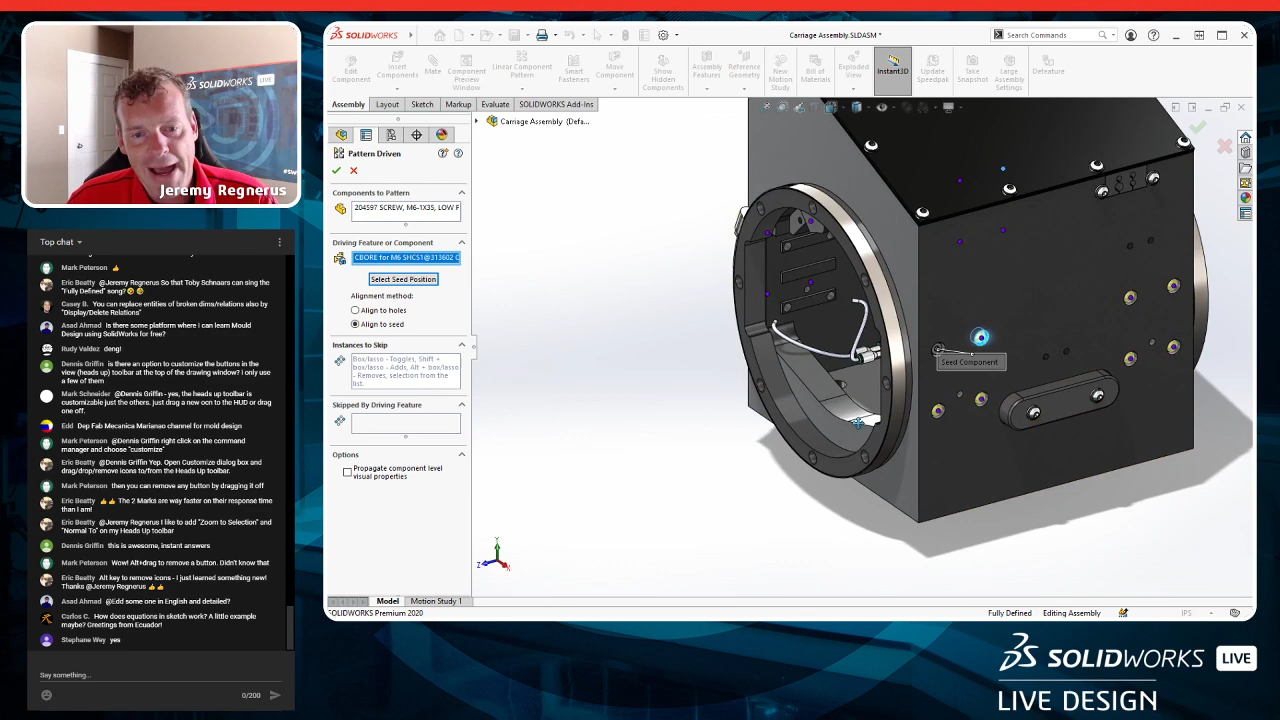 SOLIDWORKS LIVE
Jeremy Regnerus
Top chat
Mark Peterson 👍
Eric Beatty @Jeremy Regnerus So that Toby Schnaars can sing the
"Fully Defined" song?
Casey B. You can replace entities of broken dims/relations also by
"Display/Delete Relations"
Asad Ahmad Is there some platform where I can learn Mould
Design using SolidWorks for free?
Rudy Valdez deng!
Dennis Griffin is there an option to customize the buttons in the
view (heads up) toolbar at the top of the drawing window? i only use
a few of them
Mark Schneider @Dennis Griffin - yes, the heads up toolbar is
customizable just the others. just drag a new ocn to the HUD or drag
one off.
Edd Dep Fab Mecanica Marianao channel for mold design
Mark Peterson @Dennis Griffin right click on the command
manager and choose "customize"
Eric Beatty @Dennis Griffin Yep. Open Customize dialog box and
drag/drop/remove icons to/from the Heads Up toolbar.
Mark Peterson then you can remove any button by dragging it off
Eric Beatty 👍👍 The 2 Marks are way faster on their response time
than I am!
Eric Beatty @Jeremy Regnerus I like to add "Zoom to Selection" and
"Normal To" on my Heads Up toolbar
Dennis Griffin this is awesome, instant answers
Mark Peterson Wow! Alt+drag to remove a button. Didn't know that
Eric Beatty Alt key to remove icons - I just learned something new!
Thanks @Jeremy Regnerus 👍👍
Asad Ahmad @Edd some one in English and detailed?
Carlos C. How does equations in sketch work? A little example
maybe? Greetings from Ecuador!
Stephane Wey yes
Say something...
0/200
SOLIDWORKS
Carriage Assembly.SLDASM *
Search Commands
Edit Component
Insert Components
Mate
Component Preview Window
Linear Component Pattern
Smart Fasteners
Move Component
Show Hidden Components
Assembly Features
Reference Geometry
New Motion Study
Bill of Materials
Exploded View
Instant3D
Update Speedpak
Take Snapshot
Large Assembly Settings
Defeature
Assembly Layout Sketch Markup Evaluate SOLIDWORKS Add-Ins
Carriage Assembly (Defa...
Pattern Driven
Components to Pattern
204597 SCREW, M6-1X35, LOW F
Driving Feature or Component
CBORE for M6 SHCS1@313602 C
Select Seed Position
Alignment method:
Align to holes
Align to seed
Instances to Skip
Box/lasso - Toggles, Shift +
box/lasso - Adds, Alt + box/lasso
- Removes, selection from the
list.
Skipped By Driving Feature
Options
Propagate component level
visual properties
Seed Component
Y
Z
X
Model Motion Study 1
SOLIDWORKS Premium 2020
Fully Defined
Editing Assembly
IPS
SOLIDWORKS LIVE
LIVE DESIGN